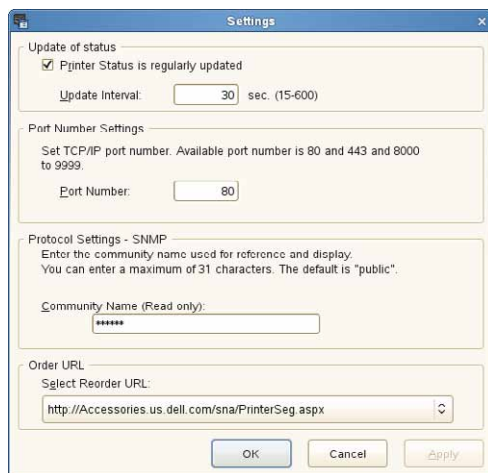 Settings
Update of status
Printer Status is regularly updated
Update Interval: 30 sec. (15-600)
Port Number Settings
Set TCP/IP port number. Available port number is 80 and 443 and 8000
to 9999.
Port Number: 80
Protocol Settings - SNMP
Enter the community name used for reference and display.
You can enter a maximum of 31 characters. The default is "public".
Community Name (Read only):
******
Order URL
Select Reorder URL:
http://Accessories.us.dell.com/sna/PrinterSeg.aspx
OK Cancel Apply